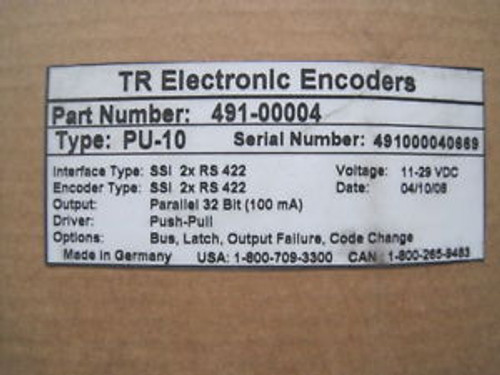 TR Electronic Encoders
Part Number: 491-00004
Type: PU-10 Serial Number: 491000040669
Interface Type: SSI 2x RS 422 Voltage: 11-29 VDC
Encoder Type: SSI 2x RS 422 Date: 04/10/06
Output: Parallel 32 Bit (100 mA)
Driver: Push-Pull
Options: Bus, Latch, Output Failure, Code Change
Made in Germany USA: 1-800-709-3300 CAN: 1-800-265-9483